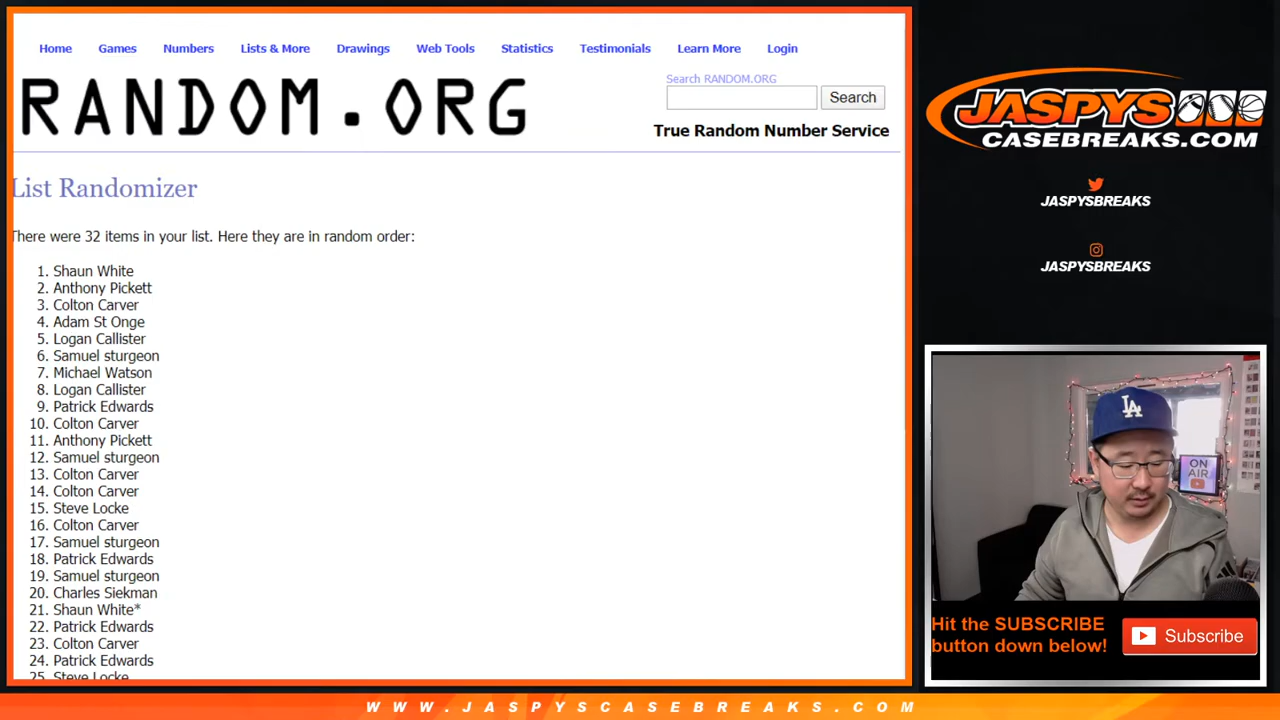 Home Games Numbers Lists & More Drawings Web Tools Statistics Testimonials Learn More Login
Search RANDOM.ORG
RANDOM.ORG
Search
True Random Number Service
List Randomizer
There were 32 items in your list. Here they are in random order:
1. Shaun White
2. Anthony Pickett
3. Colton Carver
4. Adam St Onge
5. Logan Callister
6. Samuel sturgeon
7. Michael Watson
8. Logan Callister
9. Patrick Edwards
10. Colton Carver
11. Anthony Pickett
12. Samuel sturgeon
13. Colton Carver
14. Colton Carver
15. Steve Locke
16. Colton Carver
17. Samuel sturgeon
18. Patrick Edwards
19. Samuel sturgeon
20. Charles Siekman
21. Shaun White*
22. Patrick Edwards
23. Colton Carver
24. Patrick Edwards
25. Steve Locke
JASPYS
CASEBREAKS.COM
JASPYSBREAKS
JASPYSBREAKS
LA
ON
AIR
Hit the SUBSCRIBE
button down below!
Subscribe
WWW.JASPYSCASEBREAKS.COM